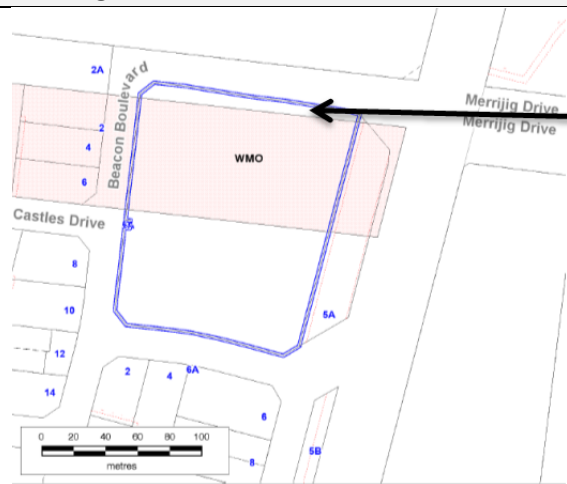 2A
Beacon Boulevard
Merrijig Drive
Merrijig Drive
2
4
WMO
6
Castles Drive
8
5A
10
12
2
4
6A
14
6
0 20 40 60 80 100
metres
5B
8